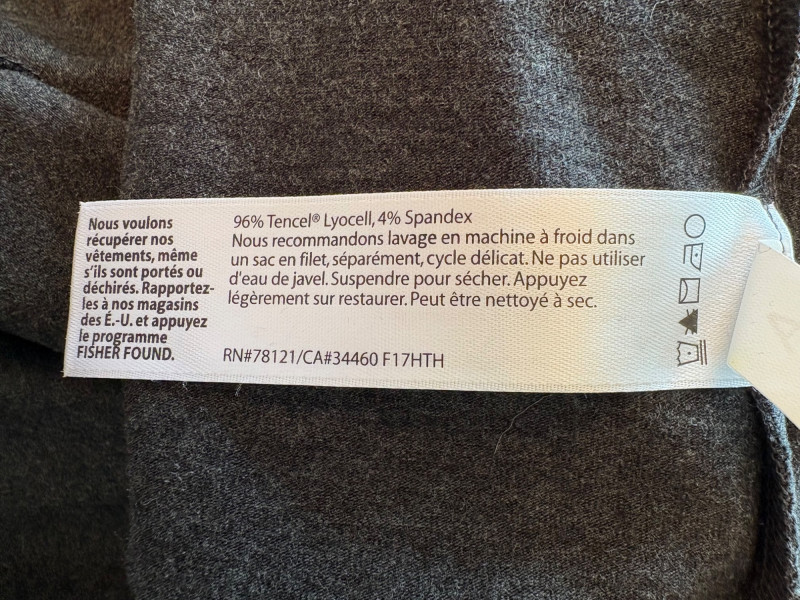 Nous voulons
récupérer nos
vêtements, même
s'ils sont portés ou
déchirés. Rapportez-
les à nos magasins
des É.-U. et appuyez
le programme
FISHER FOUND.
96% Tencel® Lyocell, 4% Spandex
Nous recommandons lavage en machine à froid dans
un sac en filet, séparément, cycle délicat. Ne pas utiliser
d'eau de javel. Suspendre pour sécher. Appuyez
légèrement sur restaurer. Peut être nettoyé à sec.
RN#78121/CA#34460 F17HTH